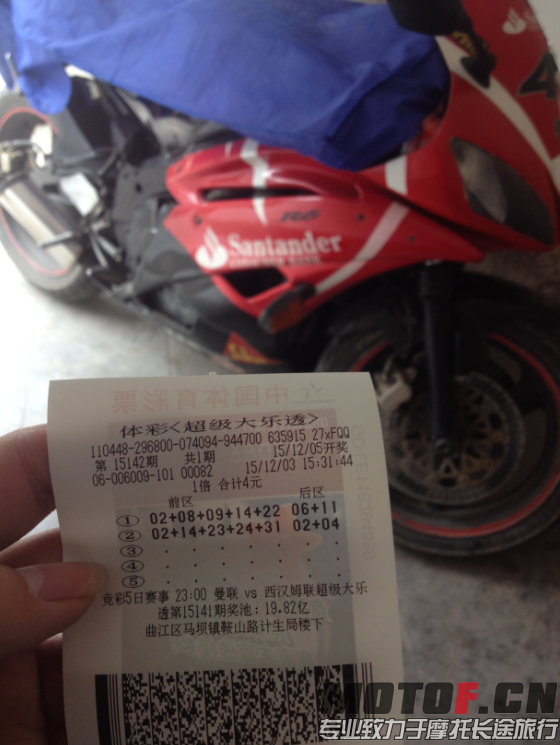 4
R6
Santander
中国体育彩票
体彩<超级大乐透>
110448-296800-074094-944700 635915 27xFQQ
第 15142期 共1期 15/12/05开奖
06-006009-101 00082 15/12/03 15:31:44
1倍 合计4元
前区 后区
① 02+08+09+14+22 06+11
② 02+14+23+24+31 02+04
③ . . . . . . .
④ . . . . . . .
⑤ . . . . . . .
竞彩5日赛事 23:00 曼联 vs 西汉姆联超级大乐
透第15141期奖池：19.82亿
曲江区马坝镇鞍山路计生局楼下
MOTOF.CN
专业致力于摩托长途旅行